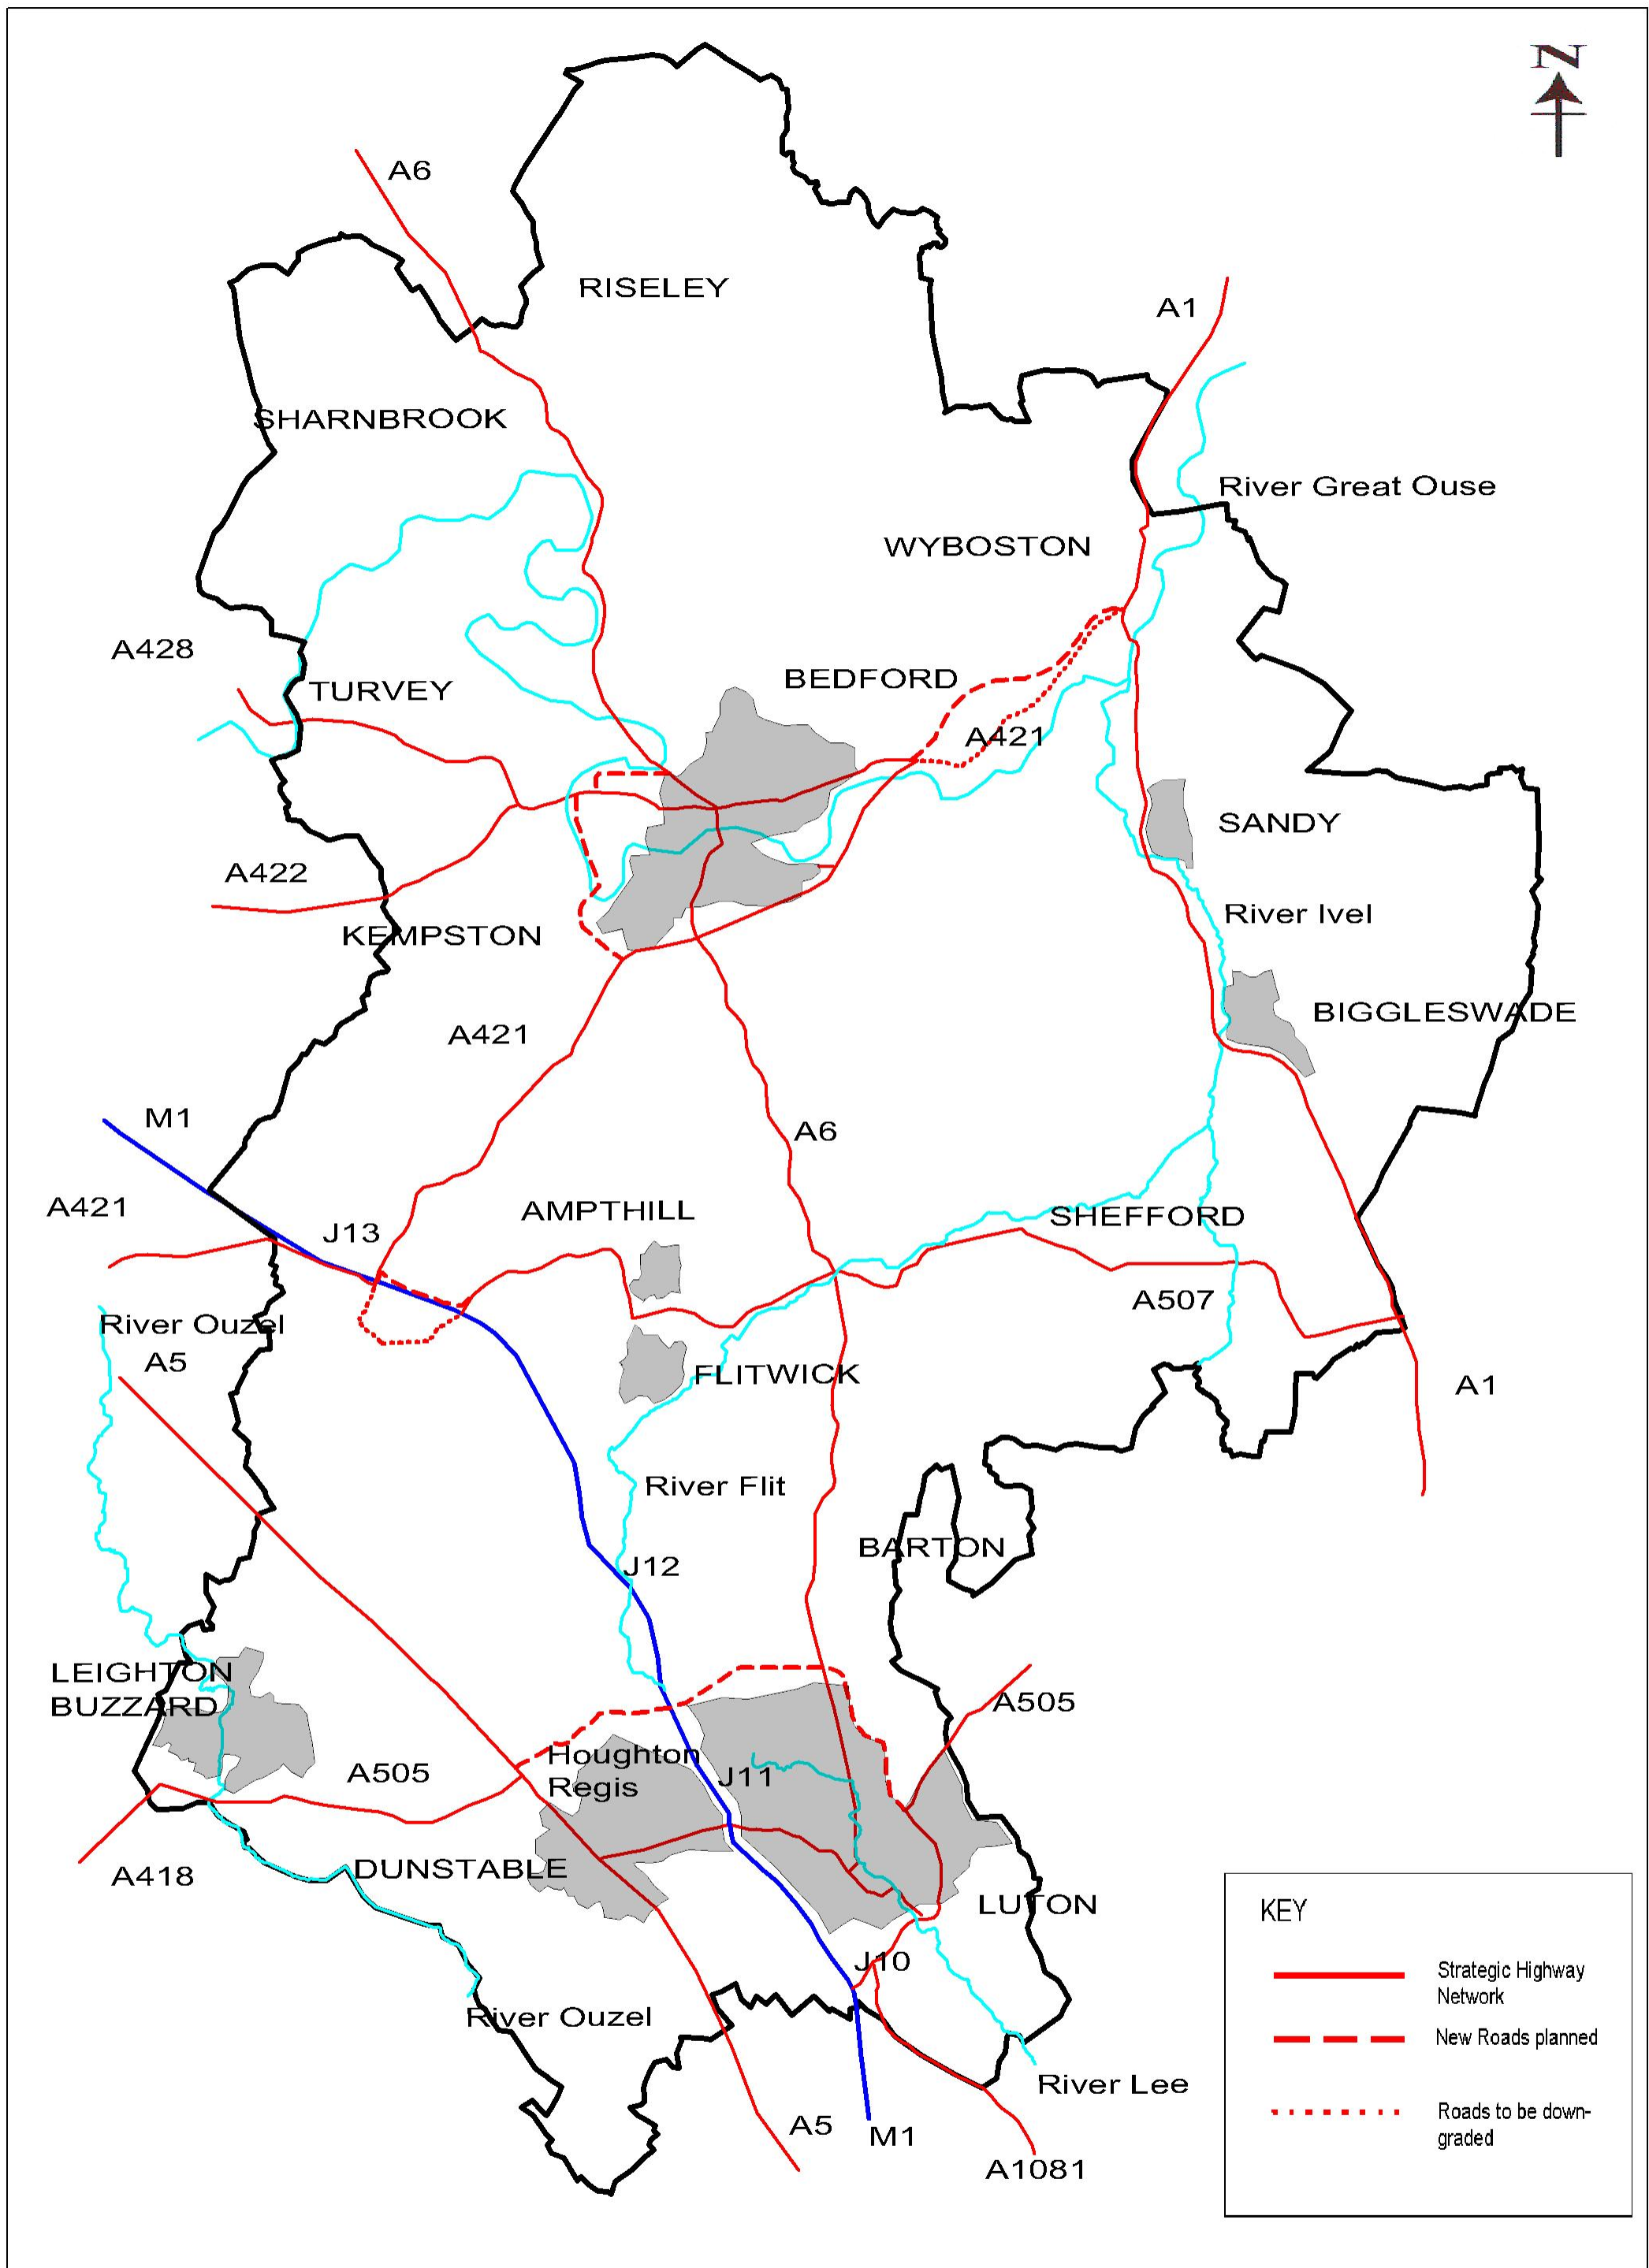 N
A6
RISELEY
A1
SHARNBROOK
River Great Ouse
WYBOSTON
A428
BEDFORD
TURVEY
A421
SANDY
A422
River Ivel
KEMPSTON
BIGGLESWADE
A421
M1
A6
A421
AMPTHILL
SHEFFORD
J13
A507
River Ouzel
A5
FLITWICK
A1
River Flit
BARTON
J12
LEIGHTON
BUZZARD
A505
Houghton
Regis
A505
J11
DUNSTABLE
A418
LUTON
J10
River Ouzel
River Lee
A5
M1
A1081
KEY
Strategic Highway
Network
New Roads planned
Roads to be down-
graded